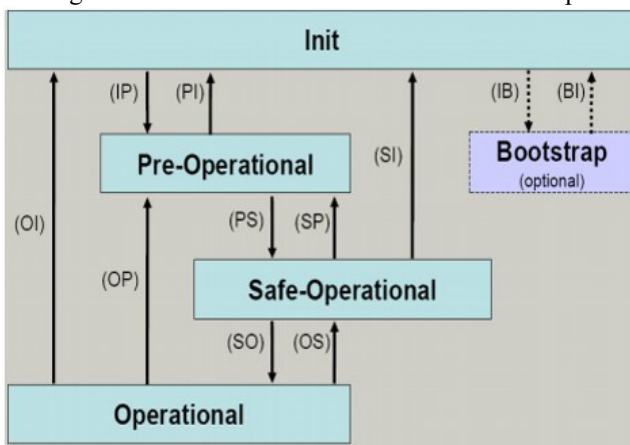 Init
(IP)
(PI)
(IB)
(BI)
Pre-Operational
(SI)
Bootstrap
(optional)
(OI)
(PS)
(SP)
(OP)
Safe-Operational
(SO)
(OS)
Operational